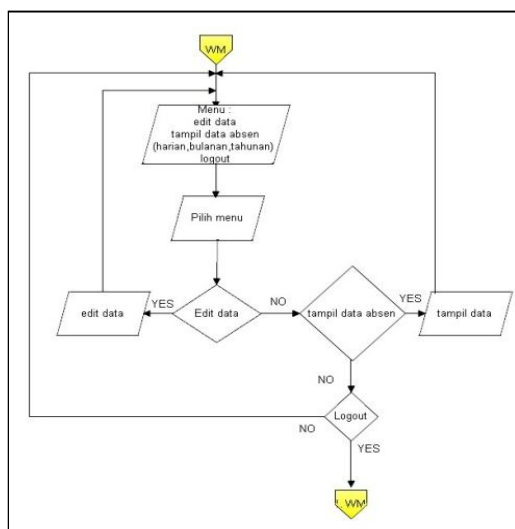 WM
Menu :
edit data
tampil data absen
(harian,bulanan,tahunan)
logout
Pilih menu
edit data
YES
Edit data
NO
tampil data absen
YES
tampil data
NO
Logout
NO
YES
WM